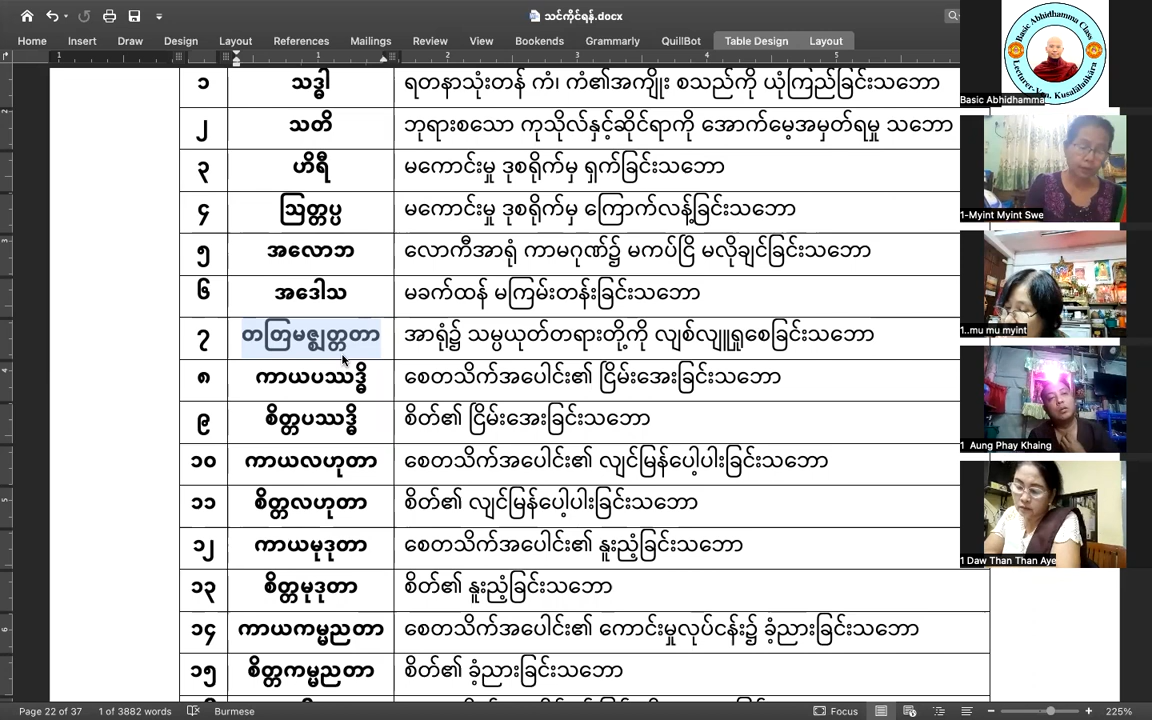 သင်ကိုင်ရန်.docx
Home Insert Draw Design Layout References Mailings Review View Bookends Grammarly QuillBot Table Design Layout
၁ သဒ္ဓါ ရတနာသုံးတန် ကံ၊ ကံ၏အကျိုး စသည်ကို ယုံကြည်ခြင်းသဘော
၂ သတိ ဘုရားစသော ကုသိုလ်နှင့်ဆိုင်ရာကို အောက်မေ့အမှတ်ရမှု သဘော
၃ ဟိရီ မကောင်းမှု ဒုစရိုက်မှ ရှက်ခြင်းသဘော
၄ ဩတ္တပ္ပ မကောင်းမှု ဒုစရိုက်မှ ကြောက်လန့်ခြင်းသဘော
၅ အလောဘ လောကီအာရုံ ကာမဂုဏ်၌ မကပ်ငြိ မလိုချင်ခြင်းသဘော
၆ အဒေါသ မခက်ထန် မကြမ်းတန်းခြင်းသဘော
၇ တတြမဇ္ဈတ္တတာ အာရုံ၌ သမ္ပယုတ်တရားတို့ကို လျစ်လျူရှုစေခြင်းသဘော
၈ ကာယပဿဒ္ဓိ စေတသိက်အပေါင်း၏ ငြိမ်းအေးခြင်းသဘော
၉ စိတ္တပဿဒ္ဓိ စိတ်၏ ငြိမ်းအေးခြင်းသဘော
၁၀ ကာယလဟုတာ စေတသိက်အပေါင်း၏ လျင်မြန်ပေါ့ပါးခြင်းသဘော
၁၁ စိတ္တလဟုတာ စိတ်၏ လျင်မြန်ပေါ့ပါးခြင်းသဘော
၁၂ ကာယမုဒုတာ စေတသိက်အပေါင်း၏ နူးညံ့ခြင်းသဘော
၁၃ စိတ္တမုဒုတာ စိတ်၏ နူးညံ့ခြင်းသဘော
၁၄ ကာယကမ္မညတာ စေတသိက်အပေါင်း၏ ကောင်းမှုလုပ်ငန်း၌ ခံ့ညားခြင်းသဘော
၁၅ စိတ္တကမ္မညတာ စိတ်၏ ခံ့ညားခြင်းသဘော
Page 22 of 37 1 of 3882 words Burmese Focus 225%
Basic Abhidhamma Class
Lecturer-Ven. Kusalālaṅkāra
Basic Abhidhamma
1-Myint Myint Swe
1..mu mu myint
1 Aung Phay Khaing
1 Daw Than Than Aye